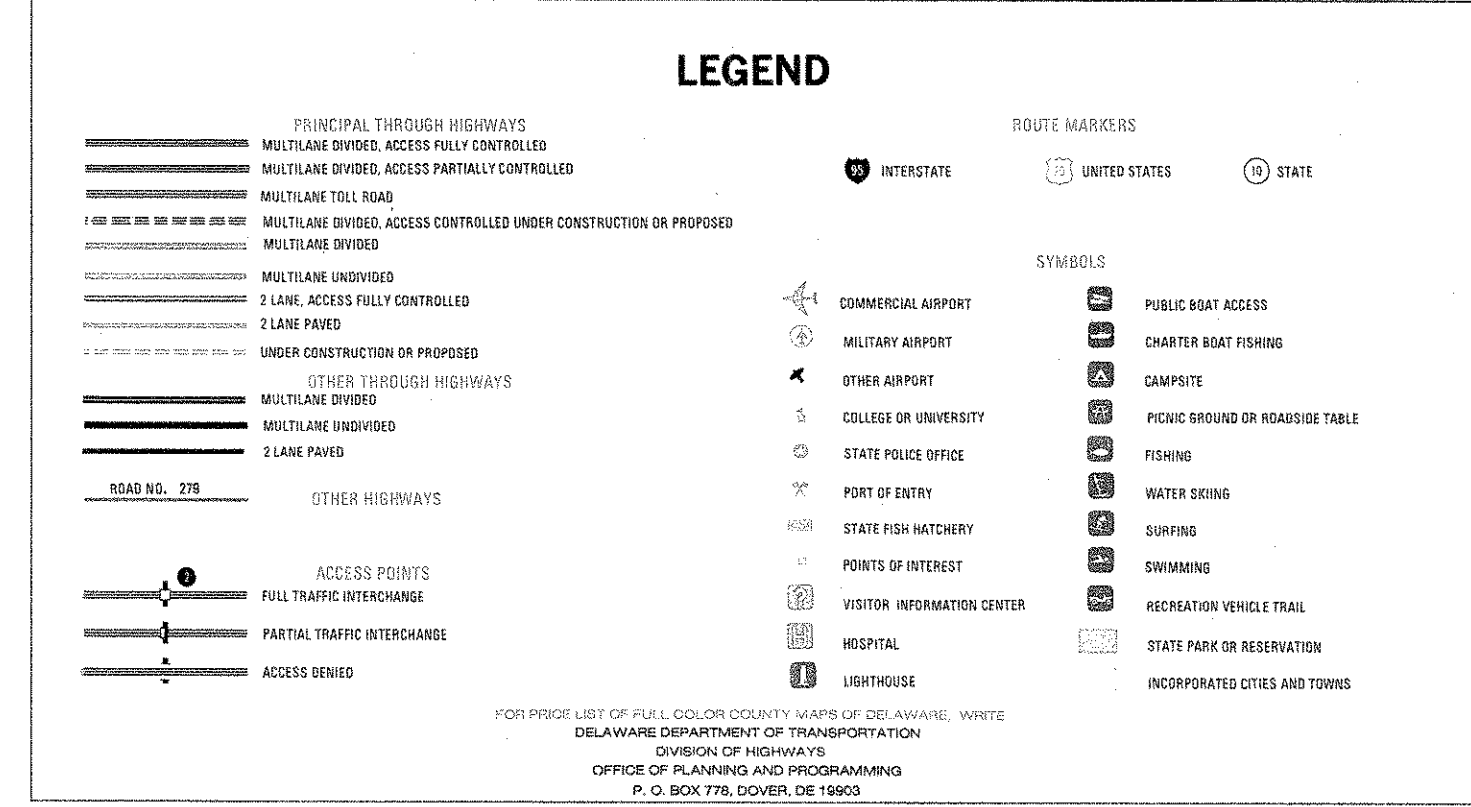 LEGEND
PRINCIPAL THROUGH HIGHWAYS
MULTILANE DIVIDED, ACCESS FULLY CONTROLLED
MULTILANE DIVIDED, ACCESS PARTIALLY CONTROLLED
MULTILANE TOLL ROAD
MULTILANE DIVIDED, ACCESS CONTROLLED UNDER CONSTRUCTION OR PROPOSED
MULTILANE DIVIDED
MULTILANE UNDIVIDED
2 LANE, ACCESS FULLY CONTROLLED
2 LANE PAVED
UNDER CONSTRUCTION OR PROPOSED
OTHER THROUGH HIGHWAYS
MULTILANE DIVIDED
MULTILANE UNDIVIDED
2 LANE PAVED
ROAD NO. 279
OTHER HIGHWAYS
ACCESS POINTS
2
FULL TRAFFIC INTERCHANGE
PARTIAL TRAFFIC INTERCHANGE
ACCESS DENIED
ROUTE MARKERS
95 INTERSTATE
UNITED STATES
10 STATE
SYMBOLS
COMMERCIAL AIRPORT
MILITARY AIRPORT
OTHER AIRPORT
COLLEGE OR UNIVERSITY
STATE POLICE OFFICE
PORT OF ENTRY
STATE FISH HATCHERY
POINTS OF INTEREST
? VISITOR INFORMATION CENTER
H HOSPITAL
LIGHTHOUSE
PUBLIC BOAT ACCESS
CHARTER BOAT FISHING
CAMPSITE
PICNIC GROUND OR ROADSIDE TABLE
FISHING
WATER SKIING
SURFING
SWIMMING
RECREATION VEHICLE TRAIL
STATE PARK OR RESERVATION
INCORPORATED CITIES AND TOWNS
FOR PRICE LIST OF FULL COLOR COUNTY MAPS OF DELAWARE, WRITE
DELAWARE DEPARTMENT OF TRANSPORTATION
DIVISION OF HIGHWAYS
OFFICE OF PLANNING AND PROGRAMMING
P. O. BOX 778, DOVER, DE 19903